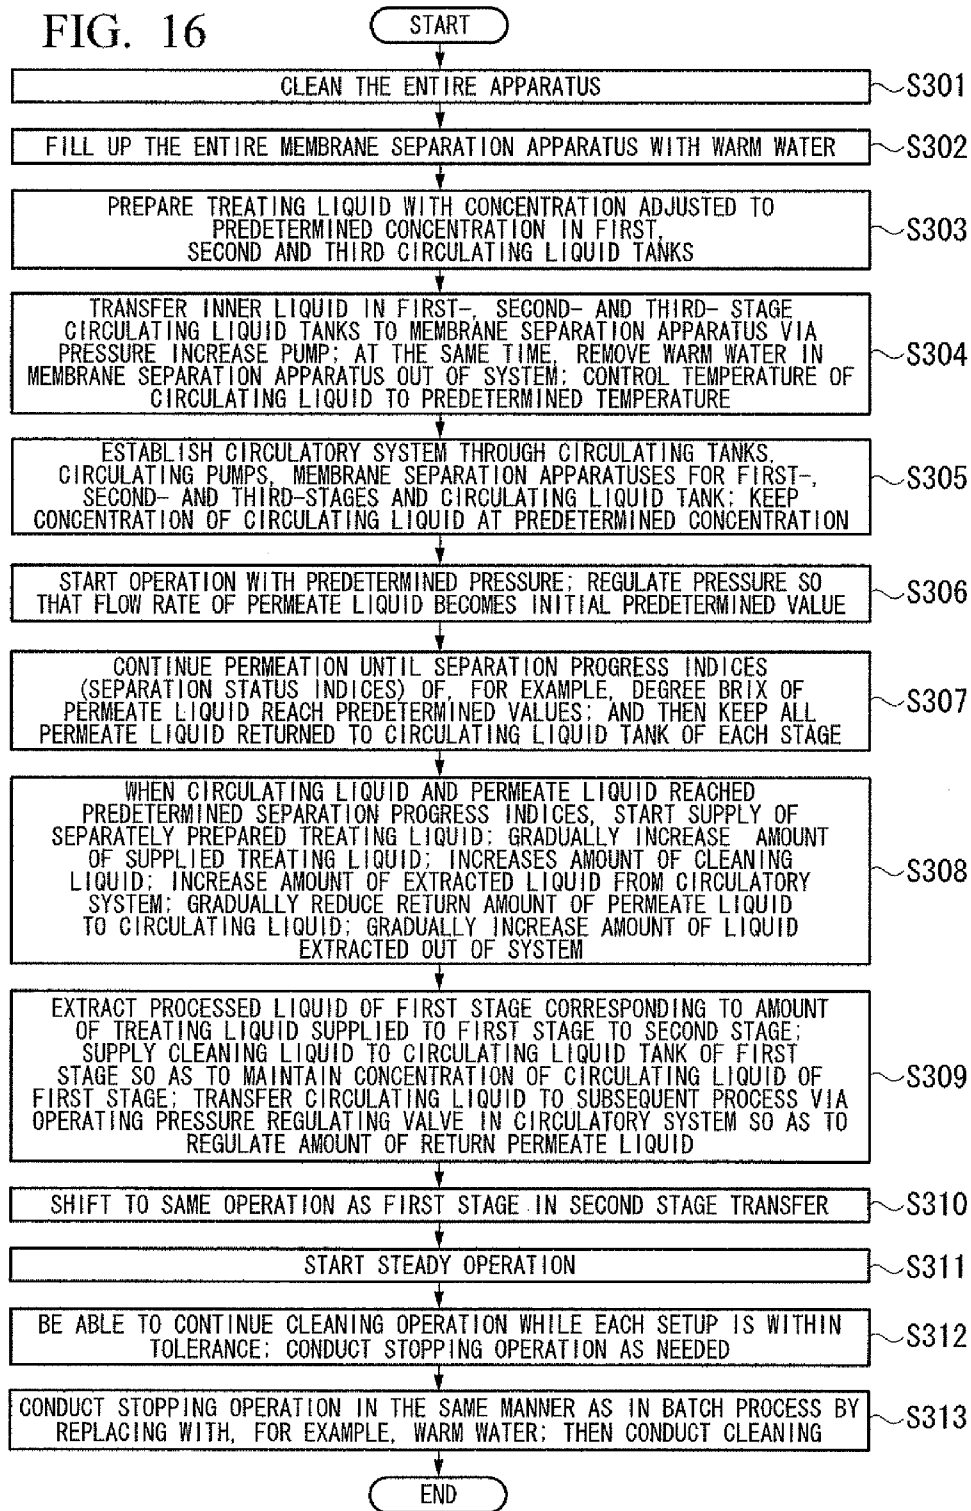 FIG. 16
START
CLEAN THE ENTIRE APPARATUS
S301
FILL UP THE ENTIRE MEMBRANE SEPARATION APPARATUS WITH WARM WATER
S302
PREPARE TREATING LIQUID WITH CONCENTRATION ADJUSTED TO
PREDETERMINED CONCENTRATION IN FIRST,
SECOND AND THIRD CIRCULATING LIQUID TANKS
S303
TRANSFER INNER LIQUID IN FIRST-, SECOND- AND THIRD- STAGE
CIRCULATING LIQUID TANKS TO MEMBRANE SEPARATION APPARATUS VIA
PRESSURE INCREASE PUMP; AT THE SAME TIME, REMOVE WARM WATER IN
MEMBRANE SEPARATION APPARATUS OUT OF SYSTEM; CONTROL TEMPERATURE OF
CIRCULATING LIQUID TO PREDETERMINED TEMPERATURE
S304
ESTABLISH CIRCULATORY SYSTEM THROUGH CIRCULATING TANKS,
CIRCULATING PUMPS, MEMBRANE SEPARATION APPARATUSES FOR FIRST-,
SECOND- AND THIRD-STAGES AND CIRCULATING LIQUID TANK; KEEP
CONCENTRATION OF CIRCULATING LIQUID AT PREDETERMINED CONCENTRATION
S305
START OPERATION WITH PREDETERMINED PRESSURE; REGULATE PRESSURE SO
THAT FLOW RATE OF PERMEATE LIQUID BECOMES INITIAL PREDETERMINED VALUE
S306
CONTINUE PERMEATION UNTIL SEPARATION PROGRESS INDICES
(SEPARATION STATUS INDICES) OF, FOR EXAMPLE, DEGREE BRIX OF
PERMEATE LIQUID REACH PREDETERMINED VALUES; AND THEN KEEP ALL
PERMEATE LIQUID RETURNED TO CIRCULATING LIQUID TANK OF EACH STAGE
S307
WHEN CIRCULATING LIQUID AND PERMEATE LIQUID REACHED
PREDETERMINED SEPARATION PROGRESS INDICES, START SUPPLY OF
SEPARATELY PREPARED TREATING LIQUID; GRADUALLY INCREASE AMOUNT
OF SUPPLIED TREATING LIQUID; INCREASES AMOUNT OF CLEANING
LIQUID; INCREASE AMOUNT OF EXTRACTED LIQUID FROM CIRCULATORY
SYSTEM; GRADUALLY REDUCE RETURN AMOUNT OF PERMEATE LIQUID
TO CIRCULATING LIQUID; GRADUALLY INCREASE AMOUNT OF LIQUID
EXTRACTED OUT OF SYSTEM
S308
EXTRACT PROCESSED LIQUID OF FIRST STAGE CORRESPONDING TO AMOUNT
OF TREATING LIQUID SUPPLIED TO FIRST STAGE TO SECOND STAGE;
SUPPLY CLEANING LIQUID TO CIRCULATING LIQUID TANK OF FIRST
STAGE SO AS TO MAINTAIN CONCENTRATION OF CIRCULATING LIQUID OF
FIRST STAGE; TRANSFER CIRCULATING LIQUID TO SUBSEQUENT PROCESS VIA
OPERATING PRESSURE REGULATING VALVE IN CIRCULATORY SYSTEM SO AS TO
REGULATE AMOUNT OF RETURN PERMEATE LIQUID
S309
SHIFT TO SAME OPERATION AS FIRST STAGE IN SECOND STAGE TRANSFER
S310
START STEADY OPERATION
S311
BE ABLE TO CONTINUE CLEANING OPERATION WHILE EACH SETUP IS WITHIN
TOLERANCE; CONDUCT STOPPING OPERATION AS NEEDED
S312
CONDUCT STOPPING OPERATION IN THE SAME MANNER AS IN BATCH PROCESS BY
REPLACING WITH, FOR EXAMPLE, WARM WATER; THEN CONDUCT CLEANING
S313
END